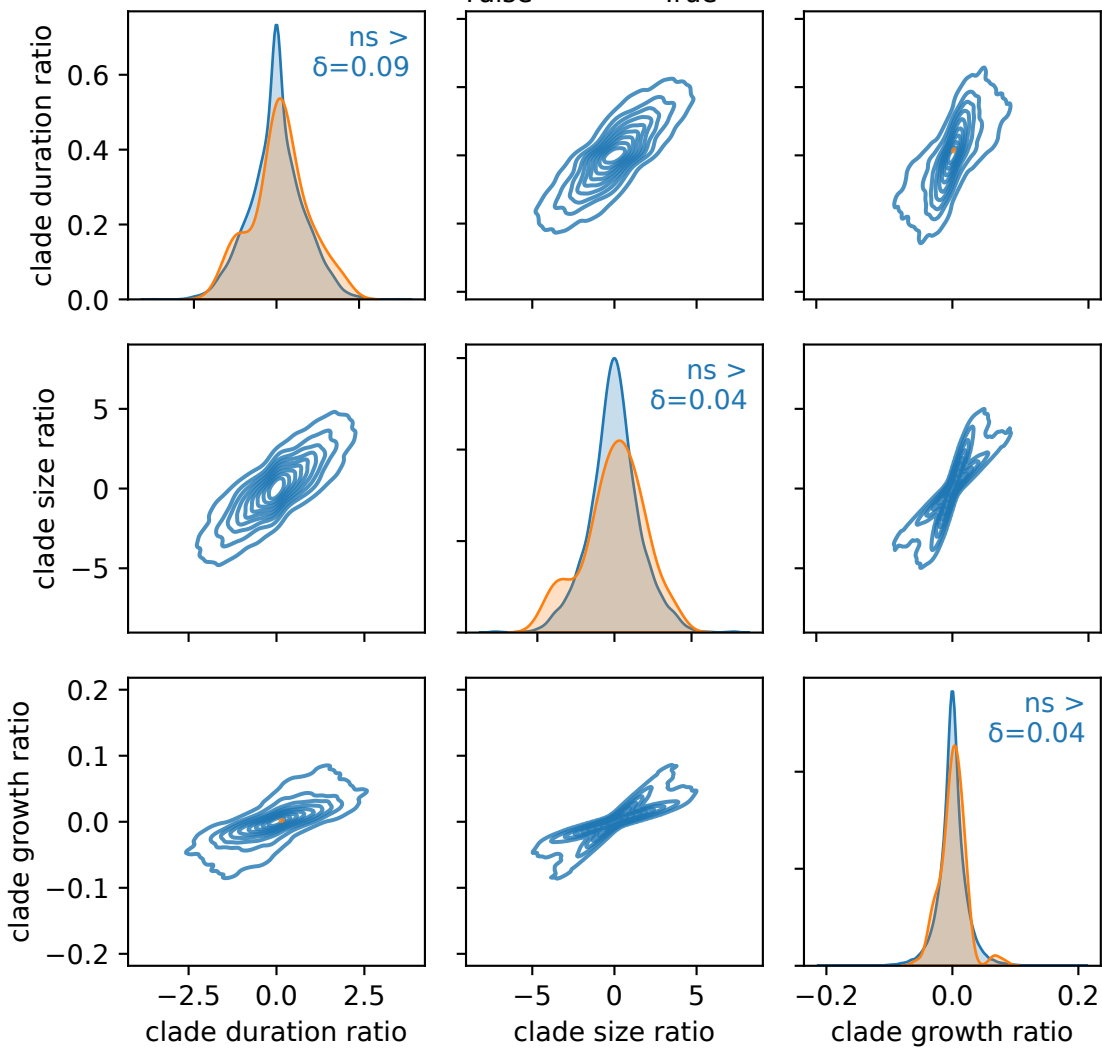 clade duration ratio
0.6
0.4
0.2
0.0
ns >
δ=0.09
clade size ratio
5
0
−5
ns >
δ=0.04
clade growth ratio
0.2
0.1
0.0
−0.1
−0.2
ns >
δ=0.04
−2.5 0.0 2.5
clade duration ratio
−5 0 5
clade size ratio
−0.2 0.0 0.2
clade growth ratio